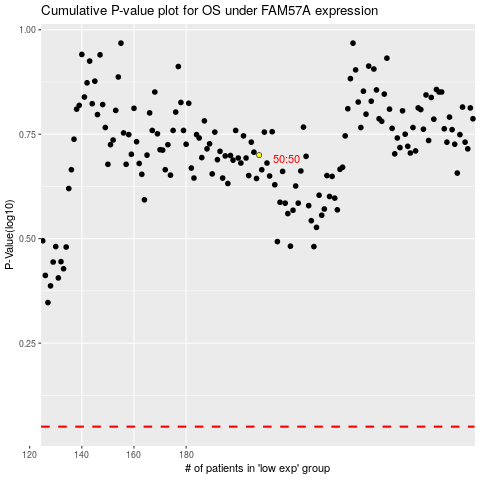 Cumulative P-value plot for OS under FAM57A expression
1.00
0.75
0.50
0.25
P-Value(log10)
50:50
120 140 160 180
# of patients in 'low exp' group